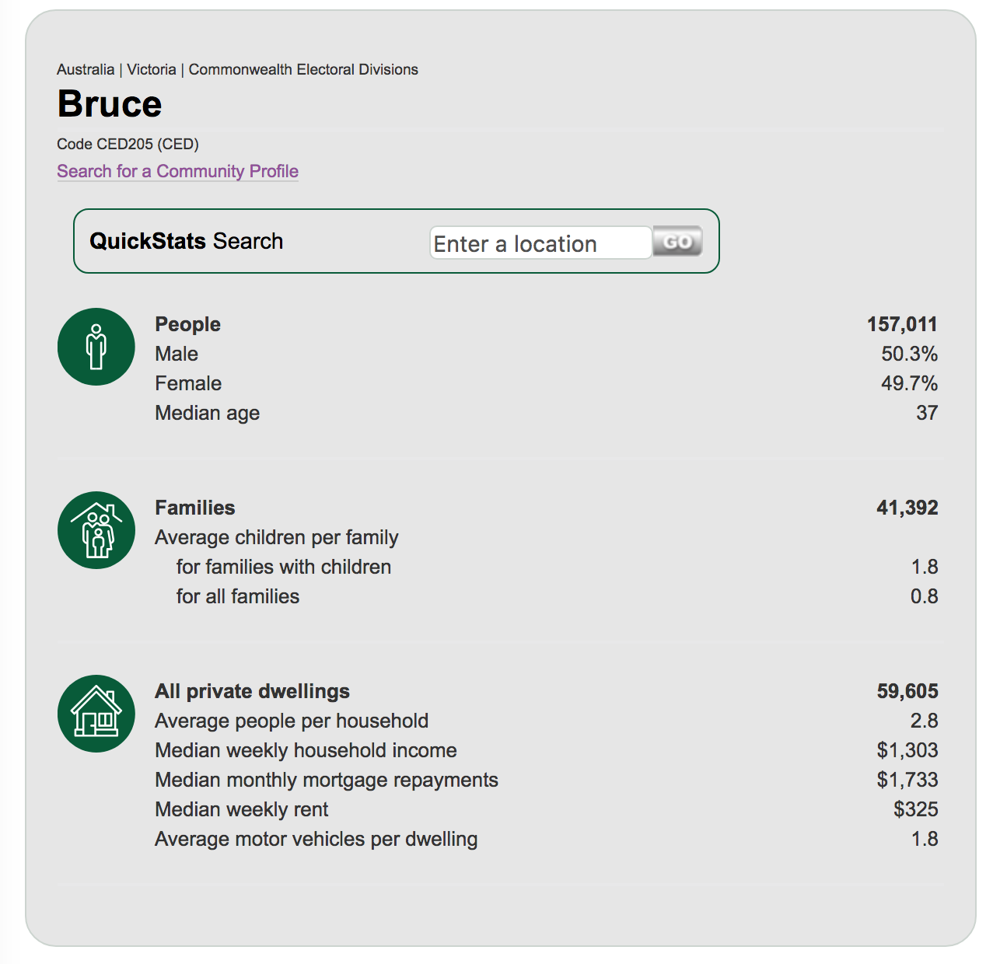 Australia | Victoria | Commonwealth Electoral Divisions
Bruce
Code CED205 (CED)
Search for a Community Profile
QuickStats Search Enter a location GO
People 157,011
Male 50.3%
Female 49.7%
Median age 37
Families 41,392
Average children per family
for families with children 1.8
for all families 0.8
All private dwellings 59,605
Average people per household 2.8
Median weekly household income $1,303
Median monthly mortgage repayments $1,733
Median weekly rent $325
Average motor vehicles per dwelling 1.8